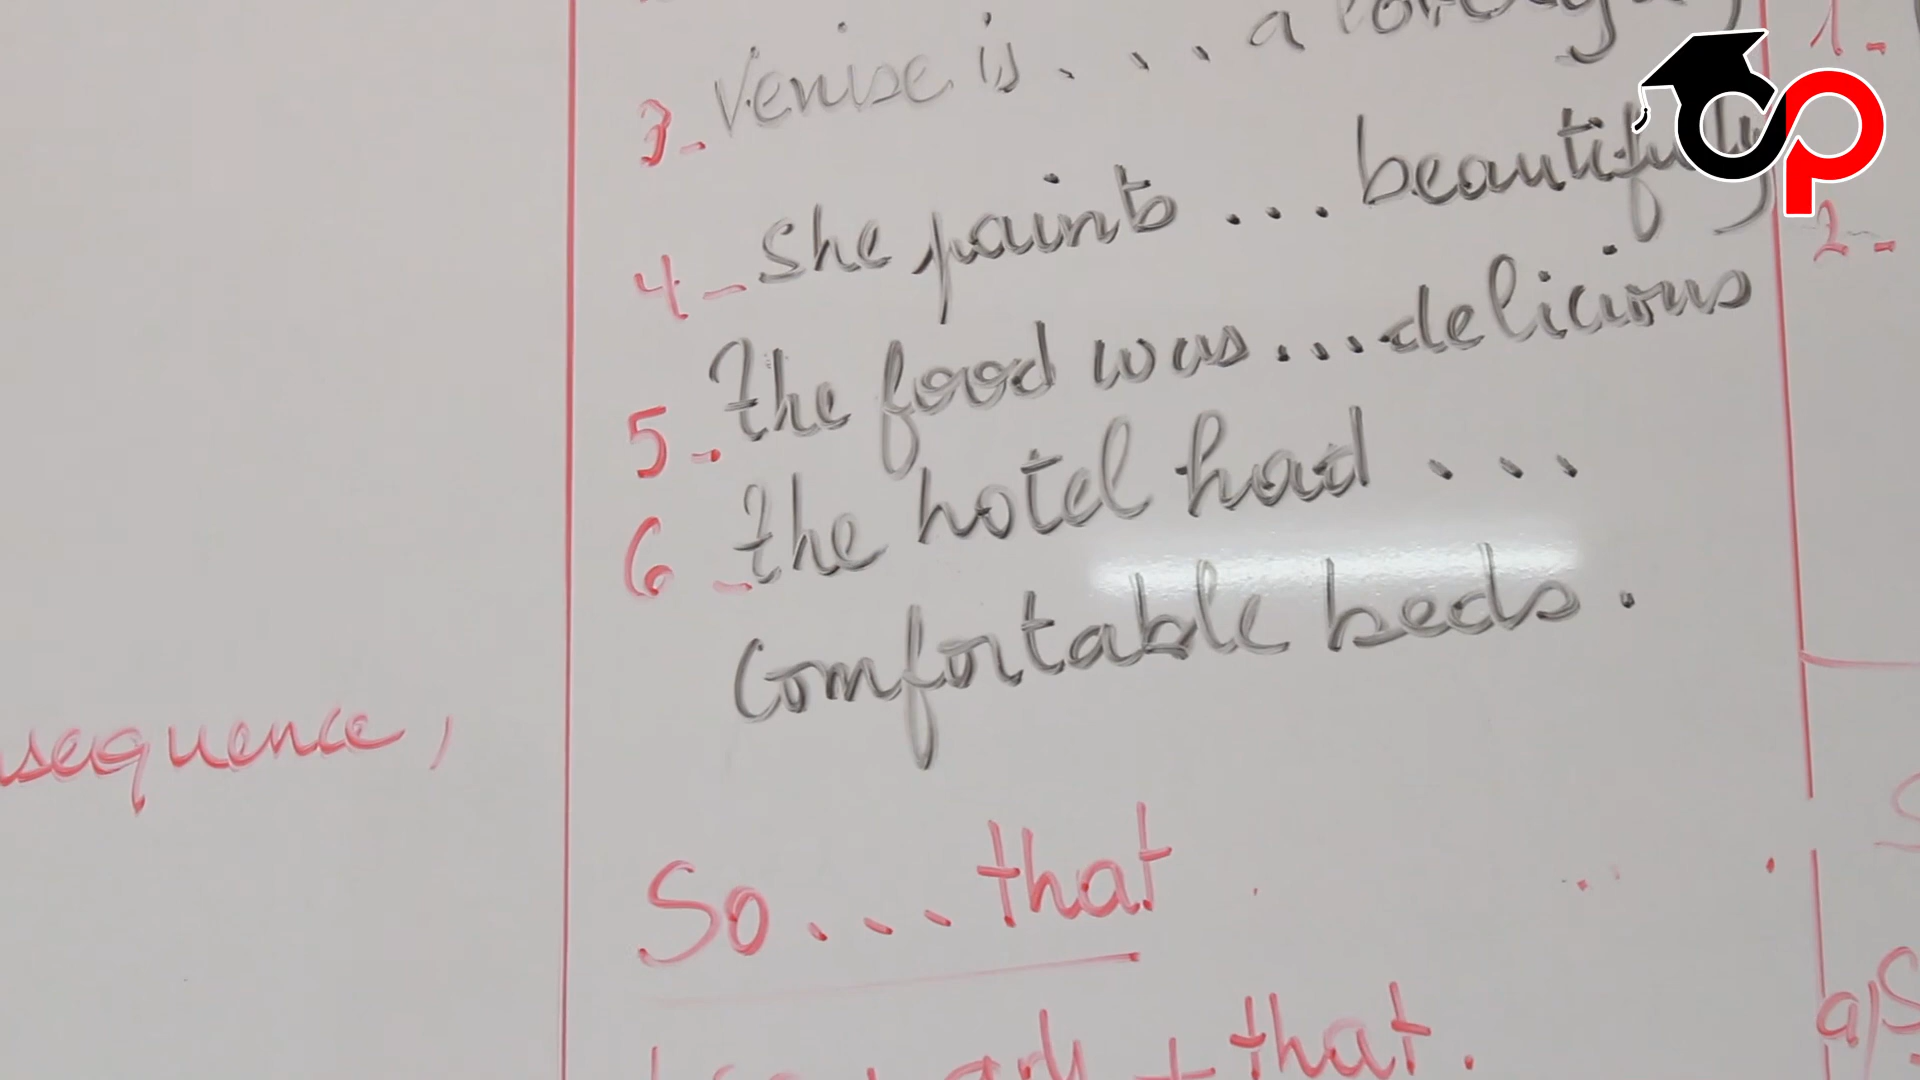 3- Venise is . . . a
4- She paints ... beautifully
5- The food was ... delicious
6- The hotel had ...
Comfortable beds.
sequence,
So .... that
+ that.
1-
2-
a)